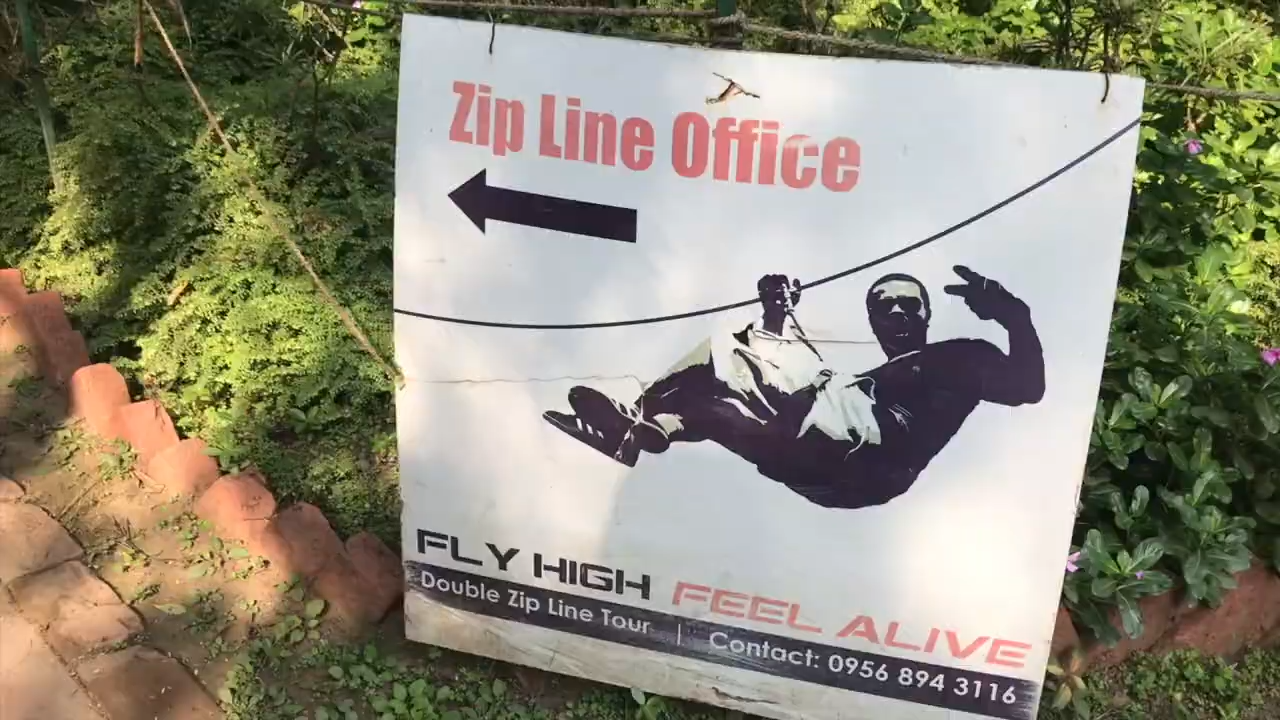 Zip Line Office
FLY HIGH FEEL ALIVE
Double Zip Line Tour | Contact: 0956 894 3116